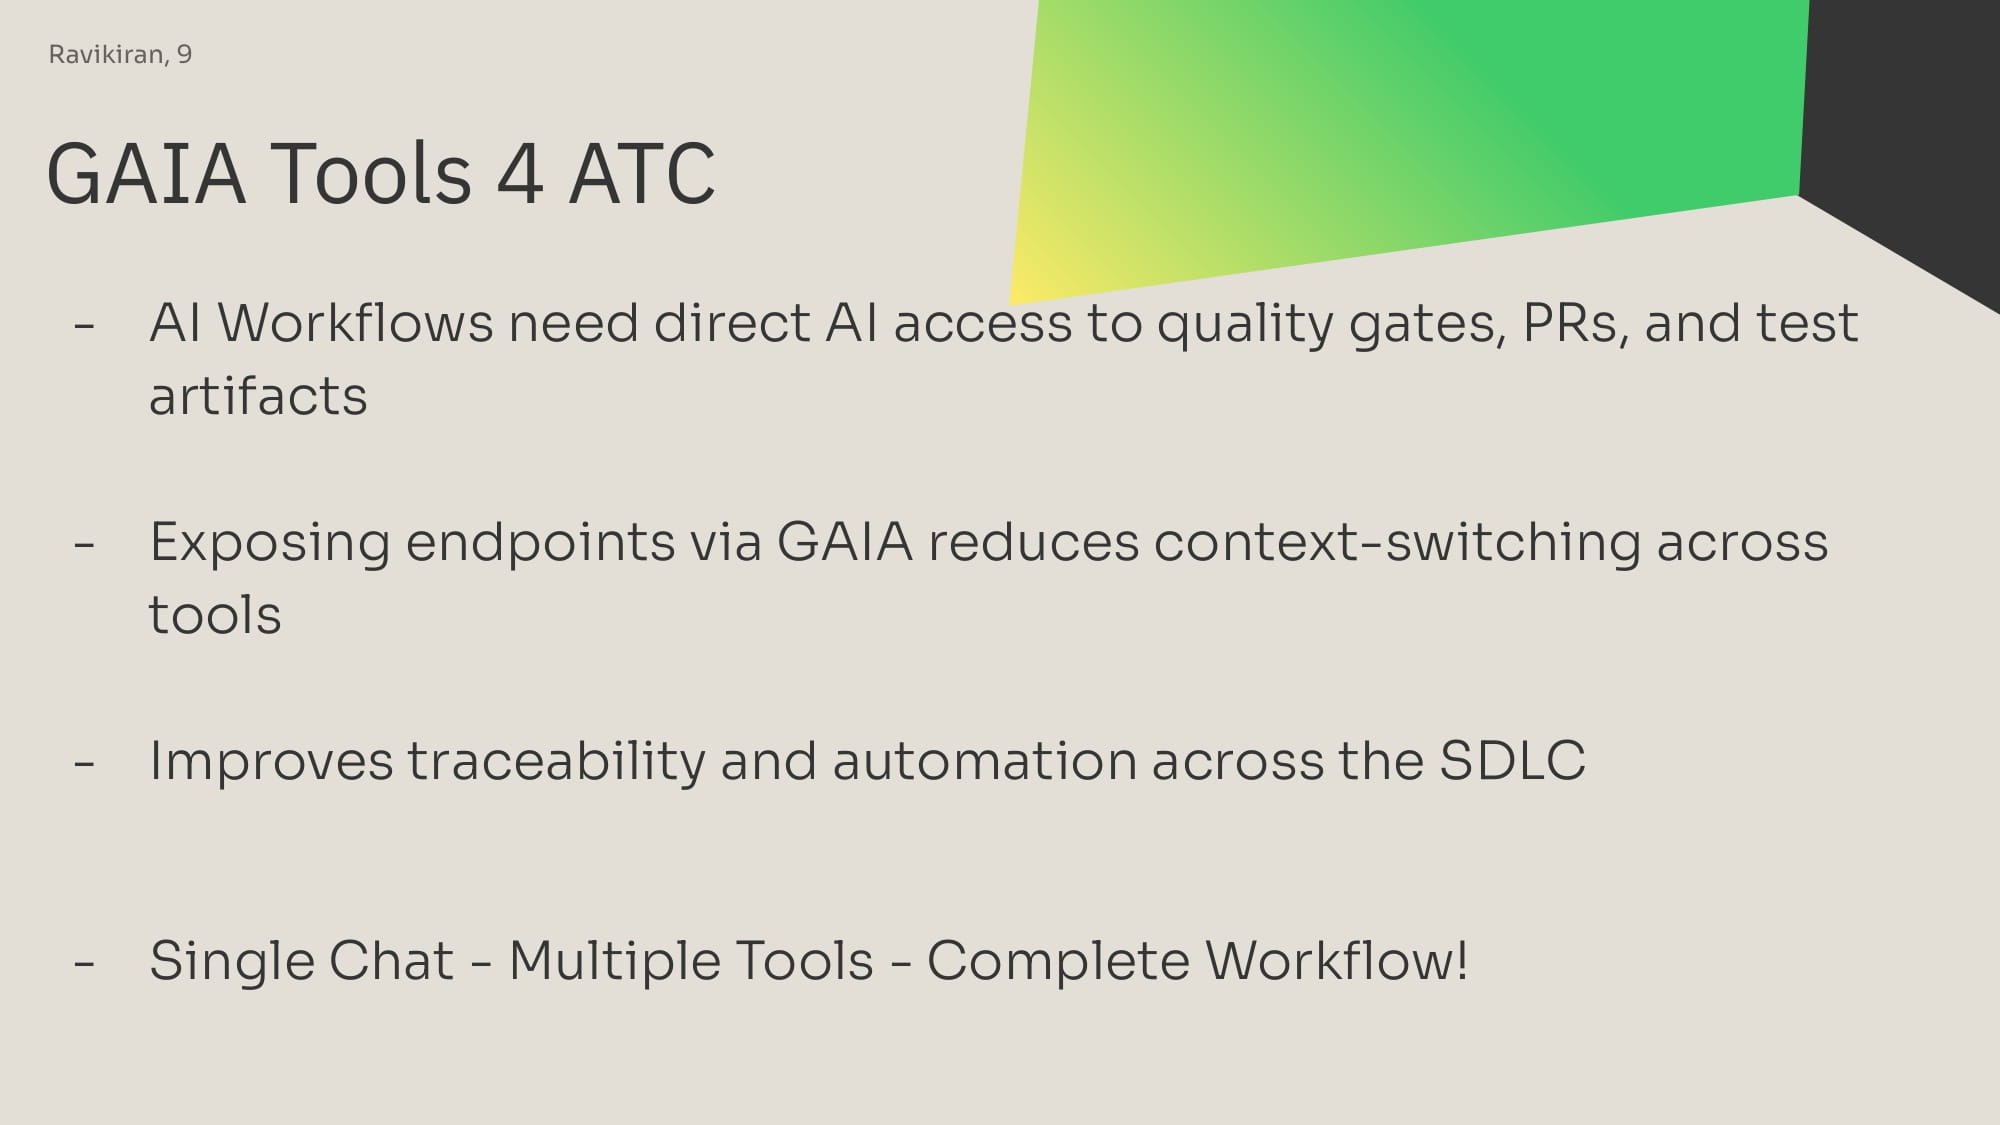 Ravikiran, 9
GAIA Tools 4 ATC
- AI Workflows need direct AI access to quality gates, PRs, and test
artifacts
- Exposing endpoints via GAIA reduces context-switching across
tools
- Improves traceability and automation across the SDLC
- Single Chat - Multiple Tools - Complete Workflow!